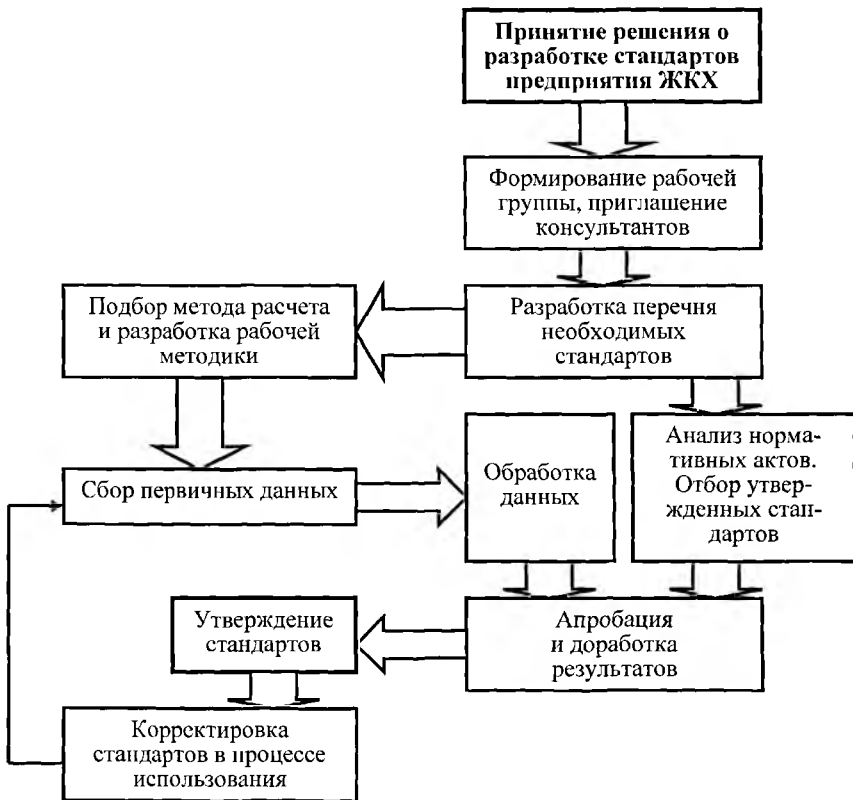 Принятие решения о
разработке стандартов
предприятия ЖКХ
Формирование рабочей
группы, приглашение
консультантов
Подбор метода расчета
и разработка рабочей
методики
Разработка перечня
необходимых
стандартов
Сбор первичных данных
Обработка
данных
Анализ норма-
тивных актов.
Отбор утвер-
жденных стан-
дартов
Утверждение
стандартов
Апробация
и доработка
результатов
Корректировка
стандартов в процессе
использования